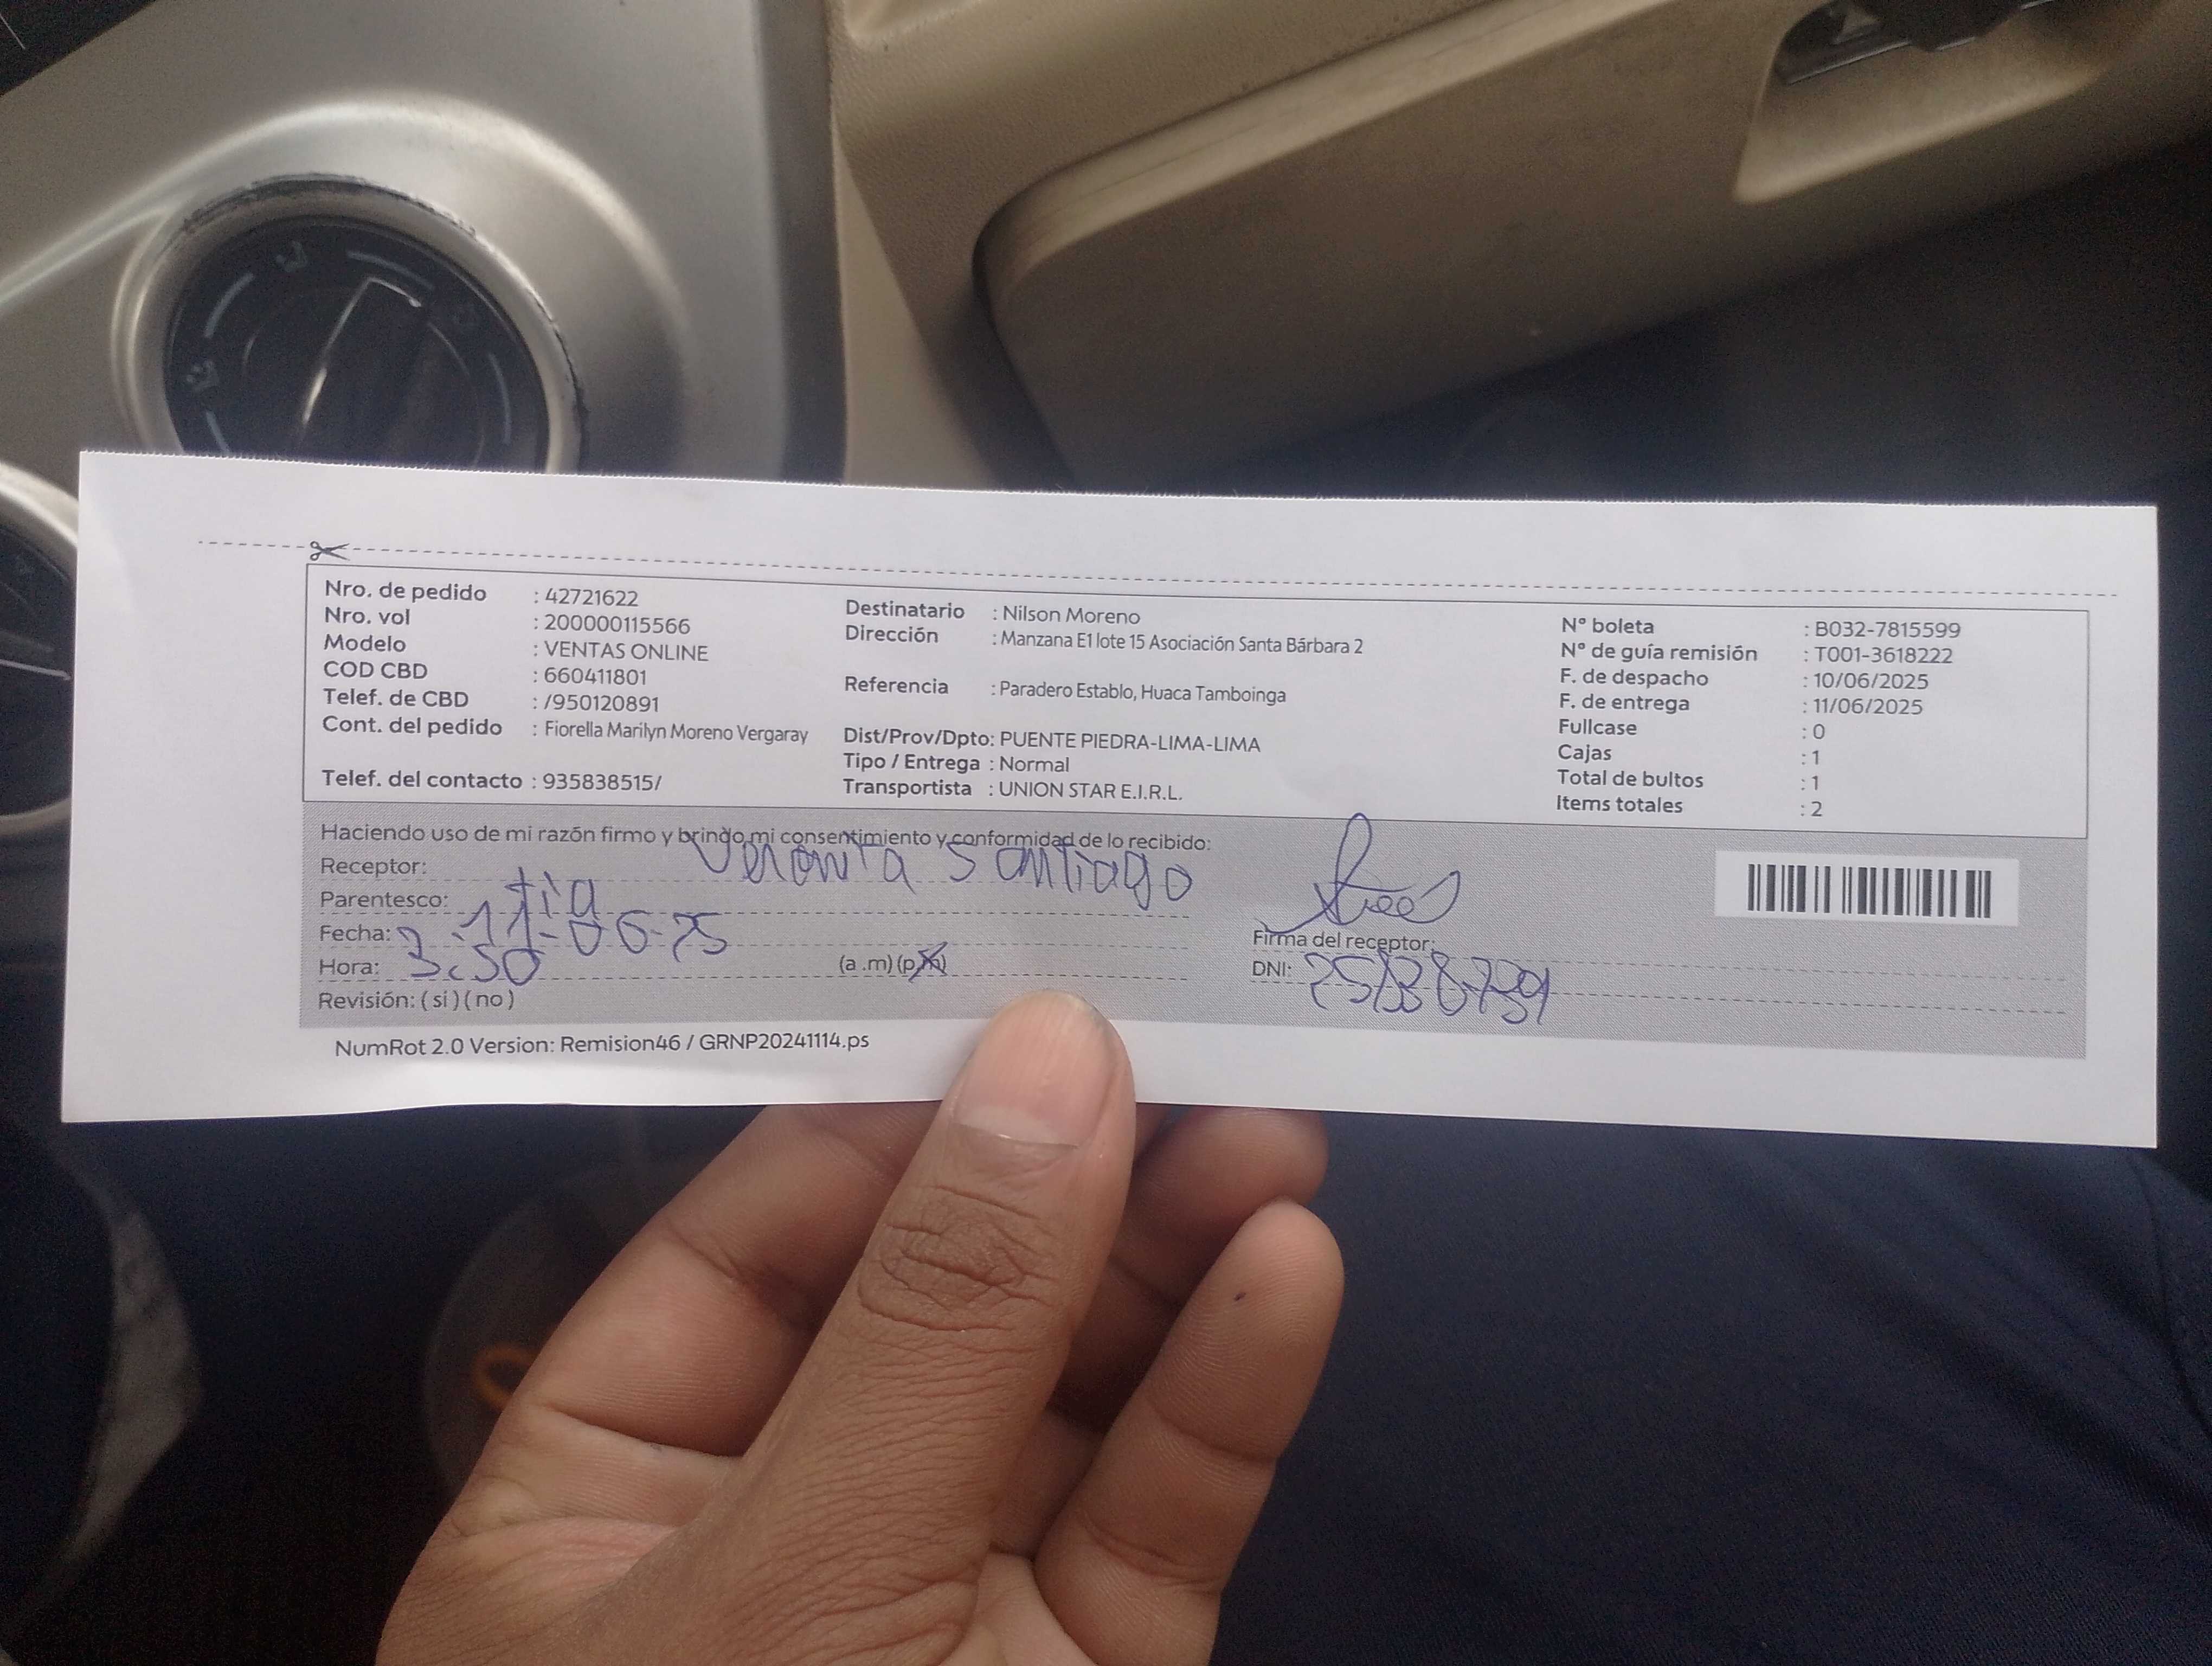 Nro. de pedido : 42721622
Nro. vol : 200000115566
Modelo : VENTAS ONLINE
COD CBD : 660411801
Telef. de CBD : /950120891
Cont. del pedido : Fiorella Marilyn Moreno Vergaray
Telef. del contacto : 935838515/
Destinatario : Nilson Moreno
Dirección : Manzana E1 lote 15 Asociación Santa Bárbara 2
Referencia : Paradero Establo, Huaca Tamboinga
Dist/Prov/Dpto: PUENTE PIEDRA-LIMA-LIMA
Tipo / Entrega : Normal
Transportista : UNION STAR E.I.R.L.
N° boleta : B032-7815599
N° de guía remisión : T001-3618222
F. de despacho : 10/06/2025
F. de entrega : 11/06/2025
Fullcase : 0
Cajas : 1
Total de bultos : 1
Items totales : 2
Haciendo uso de mi razón firmo y bringo mi consentimiento y conformidad de lo recibido:
Receptor: Santiago
Parentesco: tia
Fecha: 11-06-25
Hora: 3:50 (a .m) (p.m)
Revisión: ( si ) ( no )
Firma del receptor:
DNI:
NumRot 2.0 Version: Remision46 / GRNP20241114.ps